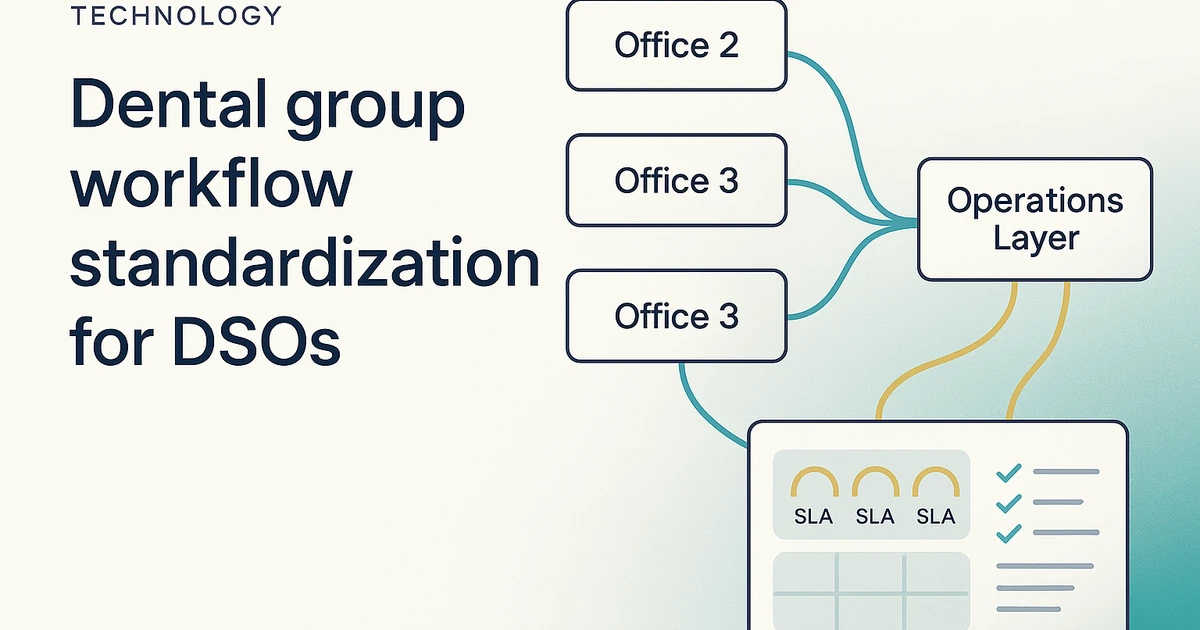 TECHNOLOGY
Dental group
workflow
standardization
for DSOs
Office 2
Office 3
Office 3
Operations
Layer
SLA SLA SLA